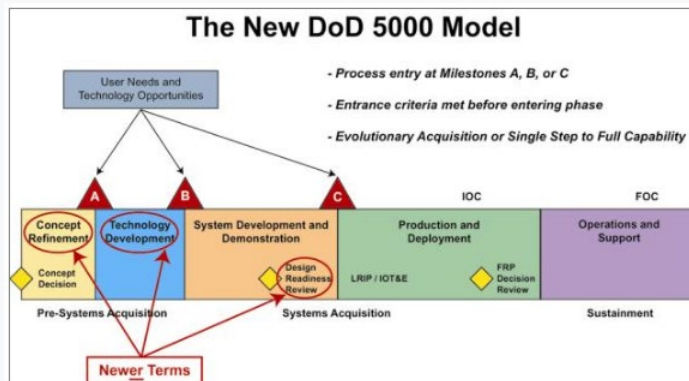 The New DoD 5000 Model
User Needs and
Technology Opportunities
- Process entry at Milestones A, B, or C
- Entrance criteria met before entering phase
- Evolutionary Acquisition or Single Step to Full Capability
A
B
C
IOC
FOC
Concept
Refinement
Technology
Development
System Development and
Demonstration
Production and
Deployment
Operations and
Support
Concept
Decision
Design
Readiness
Review
LRIP / IOT&E
FRP
Decision
Review
Pre-Systems Acquisition
Systems Acquisition
Sustainment
Newer Terms